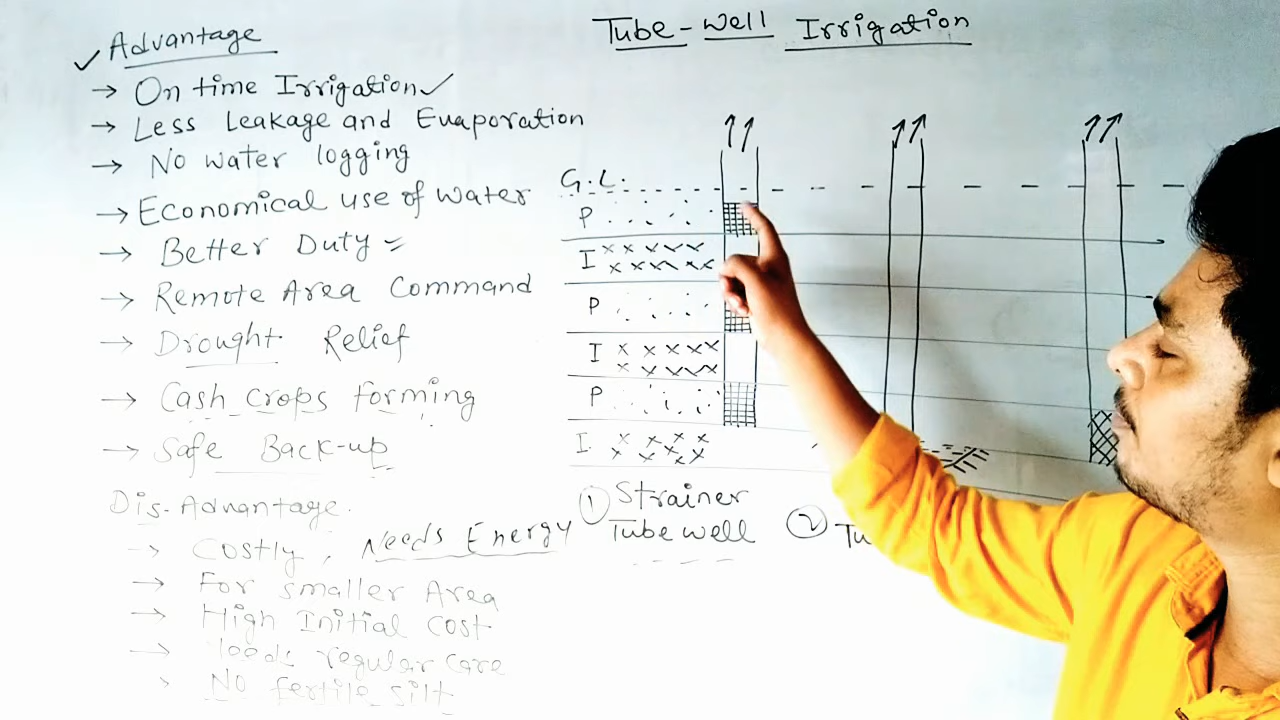 Tube-Well Irrigation
Advantage
→ On time Irrigation
→ Less Leakage and Evaporation
→ No water logging
→ Economical use of Water
→ Better Duty
→ Remote Area Command
→ Drought Relief
→ Cash crops forming
→ Safe Back-up
Dis-Advantage.
→ Costly, Needs Energy
→ For smaller Area
→ High Initial Cost
→ Needs regular care
No fertile silt
G.L.
P
I
P
I
P
I
① Strainer
Tube well
② Tu